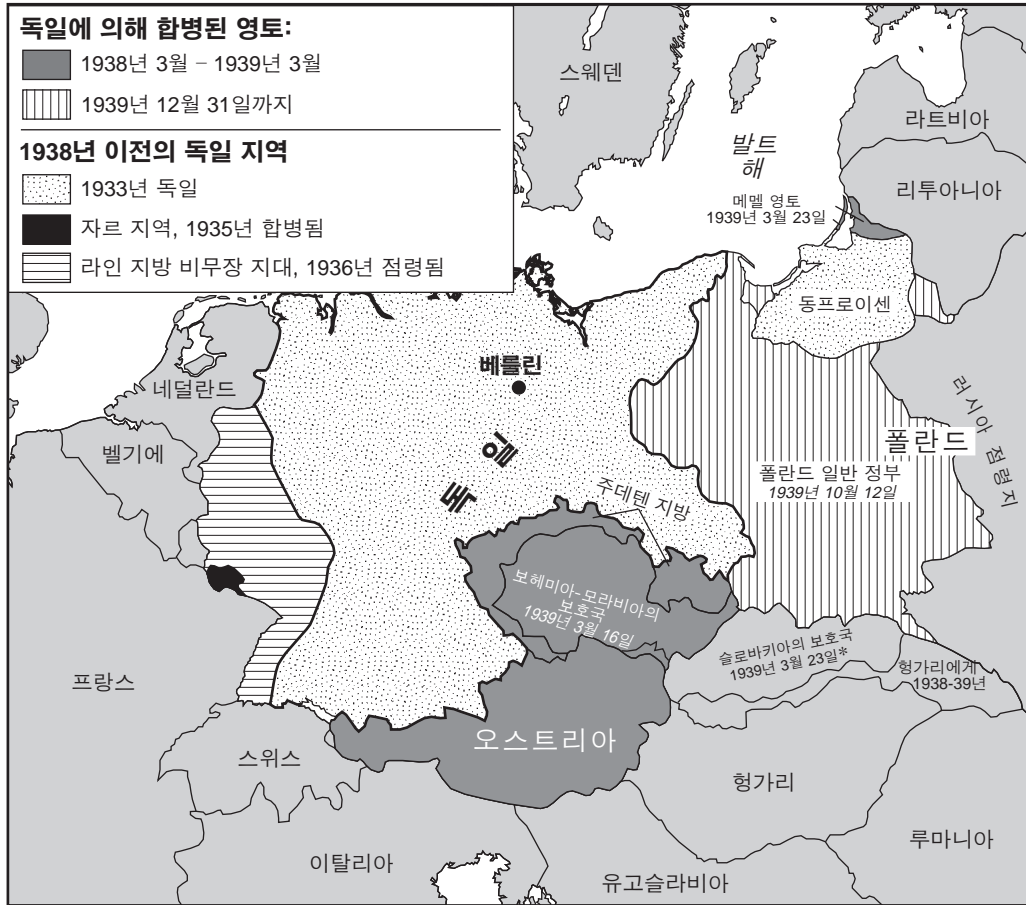 독일에 의해 합병된 영토:
1938년 3월 – 1939년 3월
1939년 12월 31일까지
1938년 이전의 독일 지역
1933년 독일
자르 지역, 1935년 합병됨
라인 지방 비무장 지대, 1936년 점령됨
스웨덴
라트비아
발트
해
리투아니아
메멜 영토
1939년 3월 23일
동프로이센
베를린
네덜란드
러시아 점령지
벨기에
폴란드
독일
폴란드 일반 정부
1939년 10월 12일
주데텐 지방
보헤미아-모라비아의
보호국
1939년 3월 16일
슬로바키아의 보호국
1939년 3월 23일*
헝가리에게
1938-39년
프랑스
오스트리아
스위스
헝가리
루마니아
이탈리아
유고슬라비아